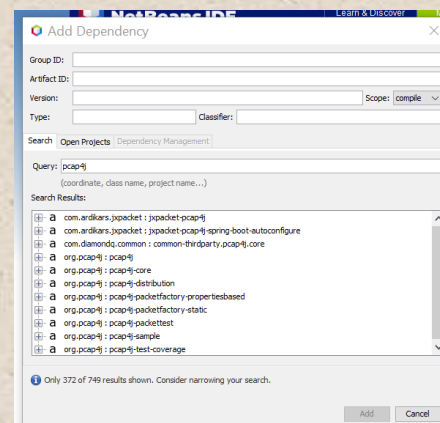 NetBeans IDE
Learn & Discover
Add Dependency
Group ID:
Artifact ID:
Version:
Scope: compile
Type:
Classifier:
Search Open Projects Dependency Management
Query: pcap4j
(coordinate, class name, project name...)
Search Results:
a com.ardikars.jxpacket : jxpacket-pcap4j
a com.ardikars.jxpacket : jxpacket-pcap4j-spring-boot-autoconfigure
a com.diamondq.common : common-thirdparty.pcap4j.core
a org.pcap4j : pcap4j
a org.pcap4j : pcap4j-core
a org.pcap4j : pcap4j-distribution
a org.pcap4j : pcap4j-packetfactory-propertiesbased
a org.pcap4j : pcap4j-packetfactory-static
a org.pcap4j : pcap4j-packettest
a org.pcap4j : pcap4j-sample
a org.pcap4j : pcap4j-test-coverage
Only 372 of 749 results shown. Consider narrowing your search.
Add Cancel